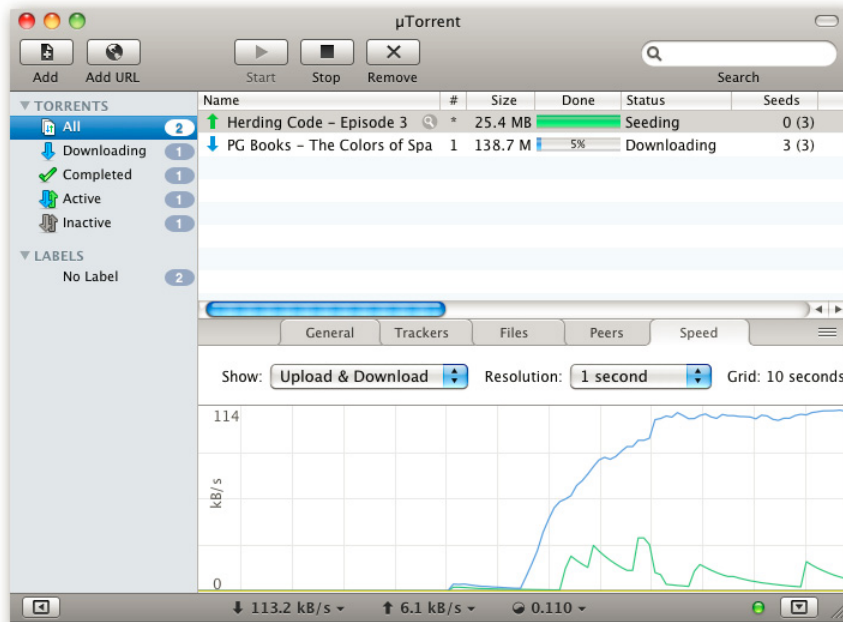 µTorrent
Add Add URL Start Stop Remove Search
TORRENTS
All 2
Downloading 1
Completed 1
Active 1
Inactive 1
LABELS
No Label 2
Name # Size Done Status Seeds
Herding Code – Episode 3 * 25.4 MB Seeding 0 (3)
PG Books – The Colors of Spa 1 138.7 M 5% Downloading 3 (3)
General Trackers Files Peers Speed
Show: Upload & Download Resolution: 1 second Grid: 10 seconds
114
kB/s
0
113.2 kB/s 6.1 kB/s 0.110